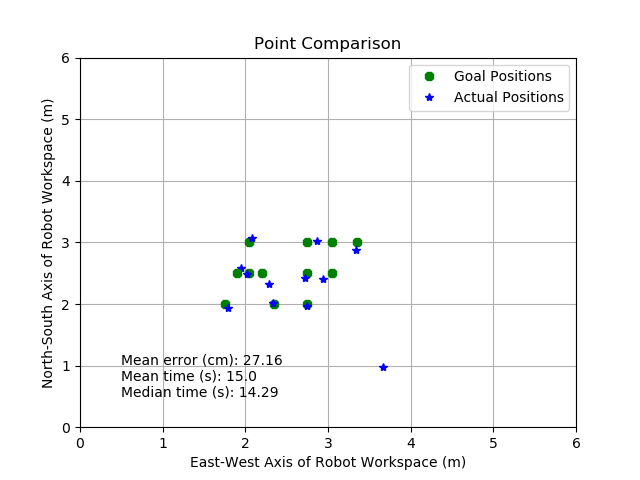 Point Comparison
Goal Positions
Actual Positions
North-South Axis of Robot Workspace (m)
6
5
4
3
2
1
0
Mean error (cm): 27.16
Mean time (s): 15.0
Median time (s): 14.29
0 1 2 3 4 5 6
East-West Axis of Robot Workspace (m)